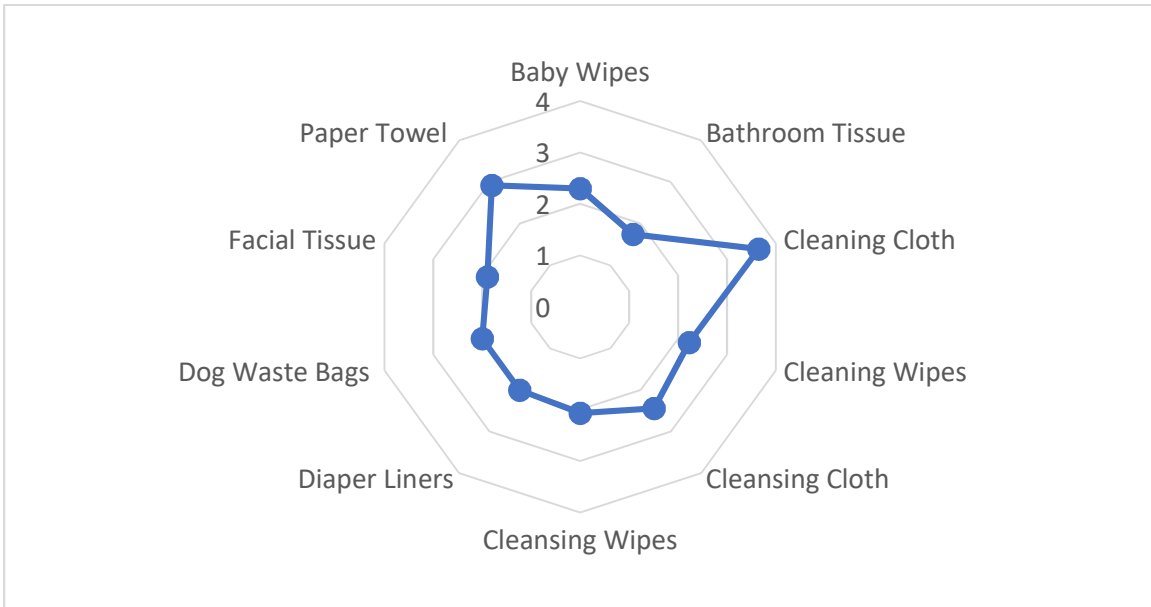 Baby Wipes
4
Paper Towel
Bathroom Tissue
3
2
Facial Tissue
Cleaning Cloth
1
0
Dog Waste Bags
Cleaning Wipes
Diaper Liners
Cleansing Cloth
Cleansing Wipes